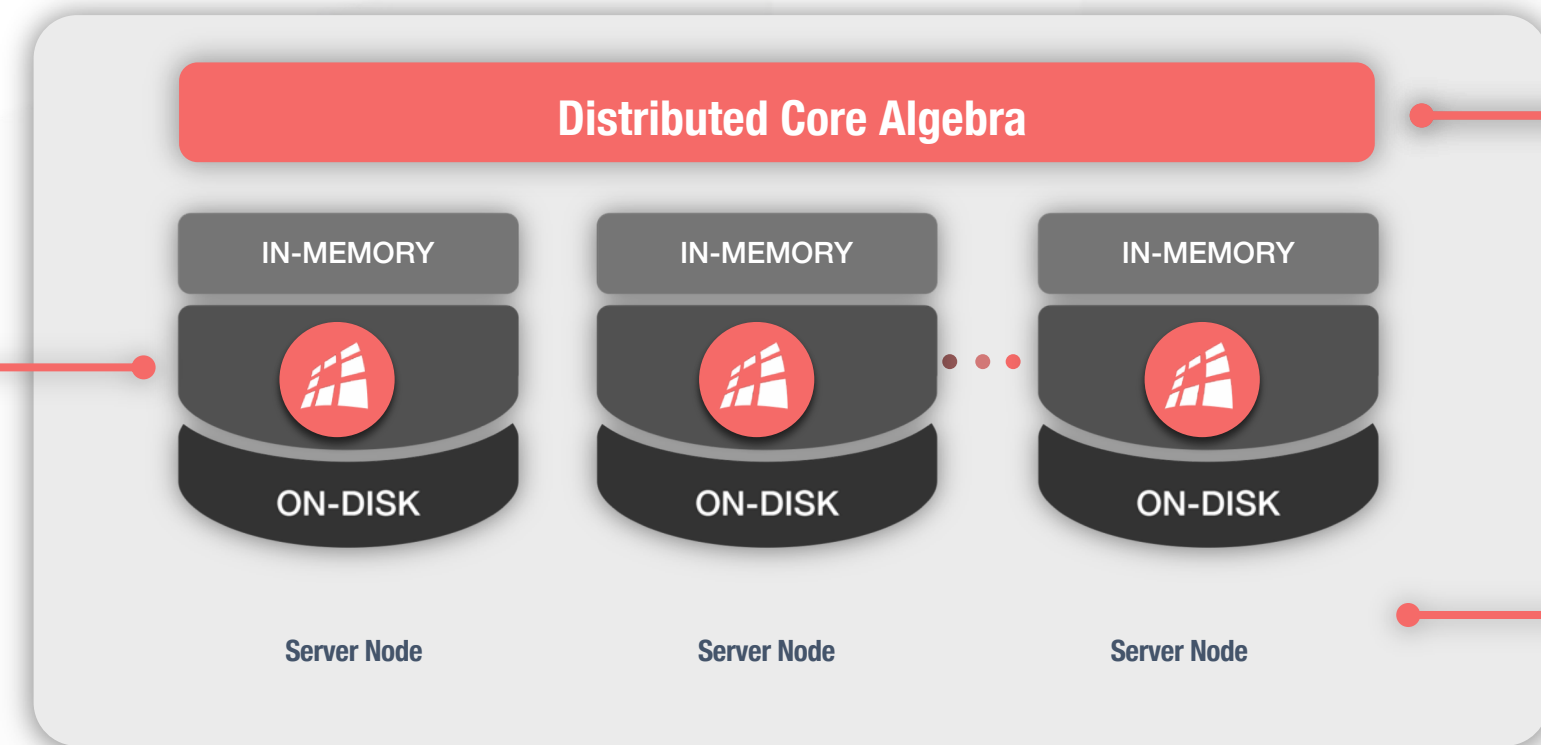 Distributed Core Algebra
IN-MEMORY
IN-MEMORY
IN-MEMORY
ON-DISK
ON-DISK
ON-DISK
Server Node
Server Node
Server Node